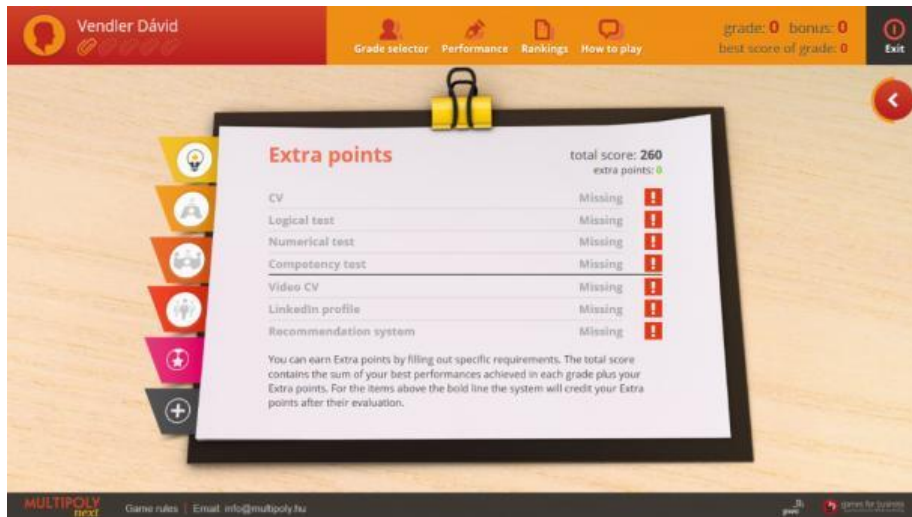 Vendler Dávid
Grade selector
Performance
Rankings
How to play
grade: 0 bonus: 0
best score of grade: 0
Exit
Extra points
total score: 260
extra points: 0
CV Missing
Logical test Missing
Numerical test Missing
Competency test Missing
Video CV Missing
LinkedIn profile Missing
Recommendation system Missing
You can earn Extra points by filling out specific requirements. The total score
contains the sum of your best performances achieved in each grade plus your
Extra points. For the items above the bold line the system will credit your Extra
points after their evaluation.
MULTIPOLY
next
Game rules | Email: info@multipoly.hu
pwc
games for business